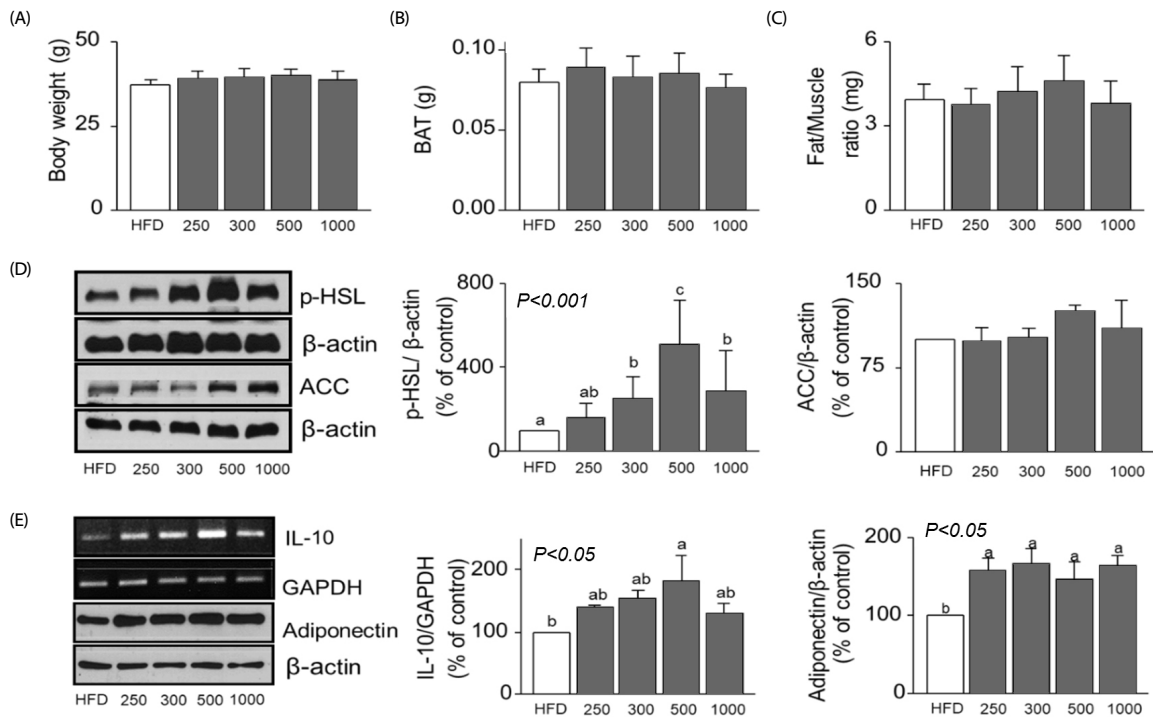 (A)
Body weight (g)
50
25
0
HFD 250 300 500 1000
(B)
BAT (g)
0.10
0.05
0.00
HFD 250 300 500 1000
(C)
Fat/Muscle
ratio (mg)
6
3
0
HFD 250 300 500 1000
(D)
p-HSL
β-actin
ACC
β-actin
HFD 250 300 500 1000
p-HSL/ β-actin
(% of control)
800
400
0
P<0.001
a ab b c b
HFD 250 300 500 1000
ACC/β-actin
(% of control)
150
75
0
HFD 250 300 500 1000
(E)
IL-10
GAPDH
Adiponectin
β-actin
HFD 250 300 500 1000
IL-10/GAPDH
(% of control)
200
100
0
P<0.05
b ab ab a ab
HFD 250 300 500 1000
Adiponectin/β-actin
(% of control)
200
100
0
P<0.05
b a a a a
HFD 250 300 500 1000